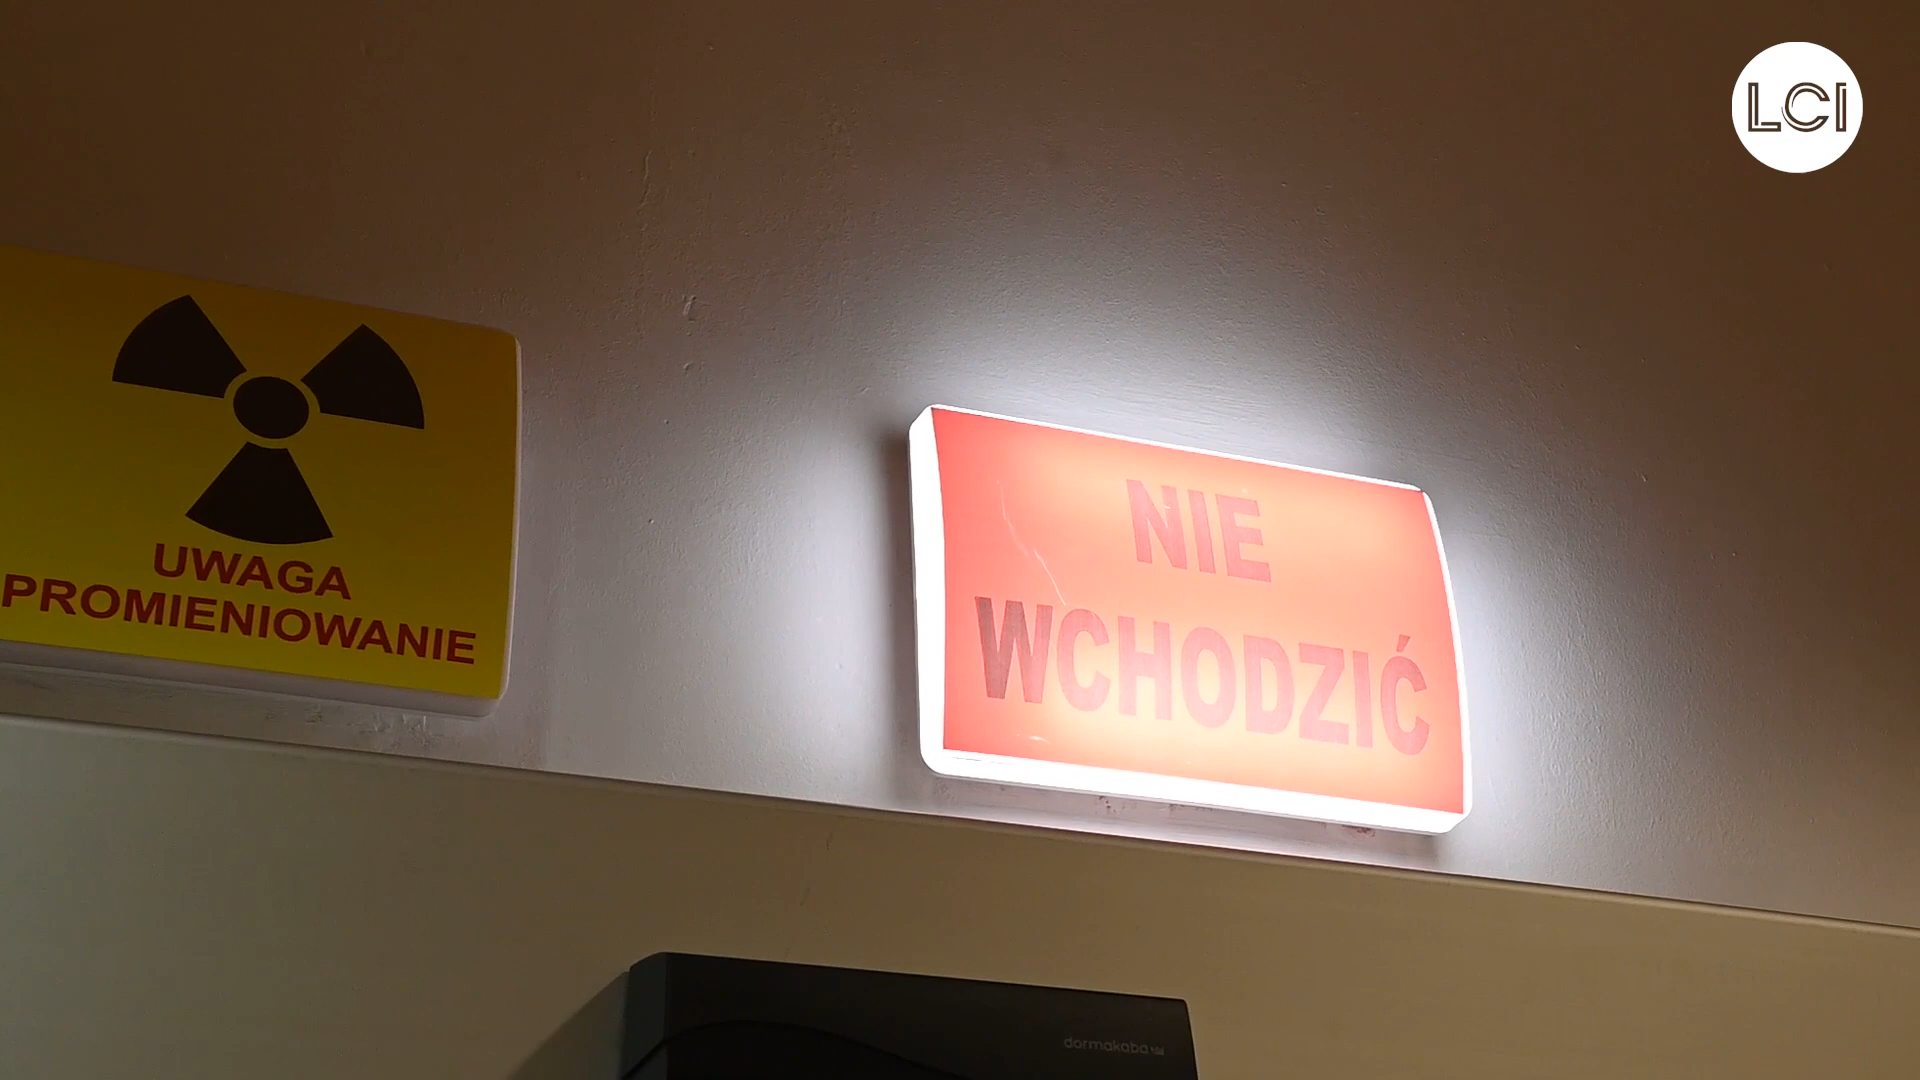 LCI
UWAGA
PROMIENIOWANIE
NIE
WCHODZIĆ
dormakaba